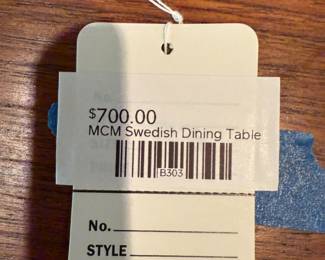 $700.00
MCM Swedish Dining Table
B303
No.
STYLE